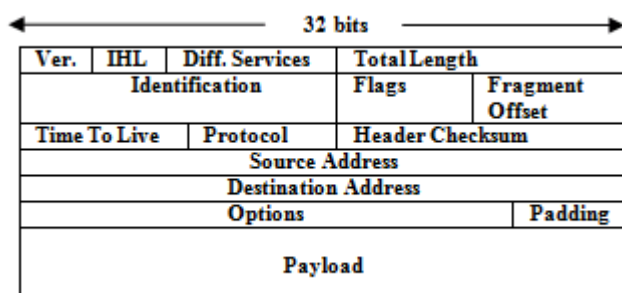 32 bits
Ver. IHL Diff. Services Total Length
Identification Flags Fragment
Offset
Time To Live Protocol Header Checksum
Source Address
Destination Address
Options Padding
Payload